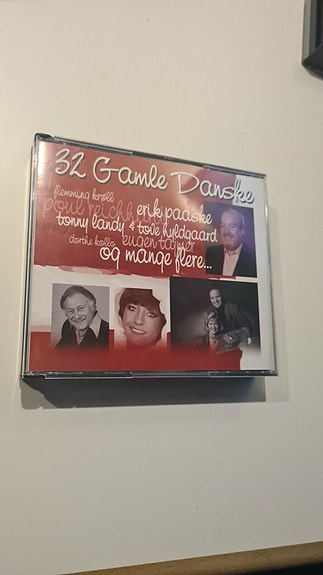 32 Gamle Danske
flemming krøll
poul reichhardt erik paaske
tonny landy & tove hyldgaard
dorthe kollo eugen tajmer
og mange flere...